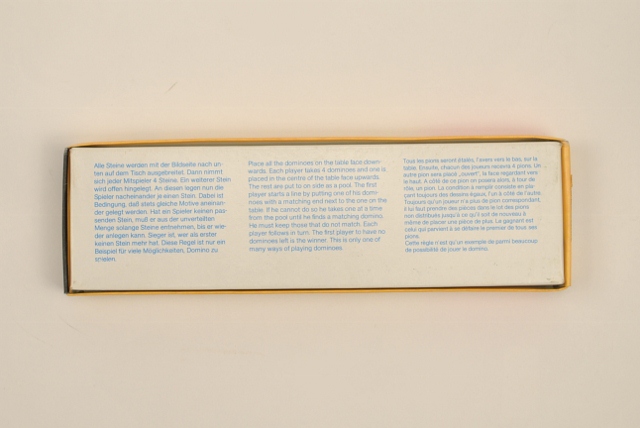 Alle Steine werden mit der Bildseite nach un-
ten auf dem Tisch ausgebreitet. Dann nimmt
sich jeder Mitspieler 4 Steine. Ein weiterer Stein
wird offen hingelegt. An diesen legen nun die
Spieler nacheinander je einen Stein. Dabei ist
Bedingung, daß stets gleiche Motive aneinan-
der gelegt werden. Hat ein Spieler keinen pas-
senden Stein, muß er aus der unverhalten
Menge solange Steine entnehmen, bis er wie-
der anlegen kann. Sieger ist, wer als erster
keinen Stein mehr hat. Diese Regel ist nur ein
Beispiel für viele Möglichkeiten, Domino zu
spielen.
Place all the dominoes on the table face down-
wards. Each player takes 4 dominoes and one is
placed in the centre of the table face upwards.
The rest are put to on side as a pool. The first
player starts a line by putting one of his domi-
noes with a matching end next to the one on the
table. If he cannot do so he takes one at a time
from the pool until he finds a matching domino.
He must keep those that do not match. Each
player follows in turn. The first player to have no
dominoes left is the winner. This is only one of
many ways of playing dominoes.
Tous les pions seront étalés, l'avers vers le bas, sur la
table. Ensuite, chacun des joueurs recevra 4 pions. Un
autre pion sera placé „ouvert", la face regardant vers
le haut. A côté de ce pion on posera alors, à tour de
rôle, un pion. La condition à remplir consiste en pla-
çant toujours des dessins égaux, l'un à côté de l'autre.
Toujours qu'un joueur n'a plus de pion correspondant,
il lui faut prendre des pièces dans le lot des pions
non distribués jusqu'à ce qu'il soit de nouveau à
même de placer une pièce de plus. Le gagnant est
celui qui parvient à se défaire le premier de tous ses
pions.
Cette règle n'est qu'un exemple de parmi beaucoup
de possibilité de jouer le domino.